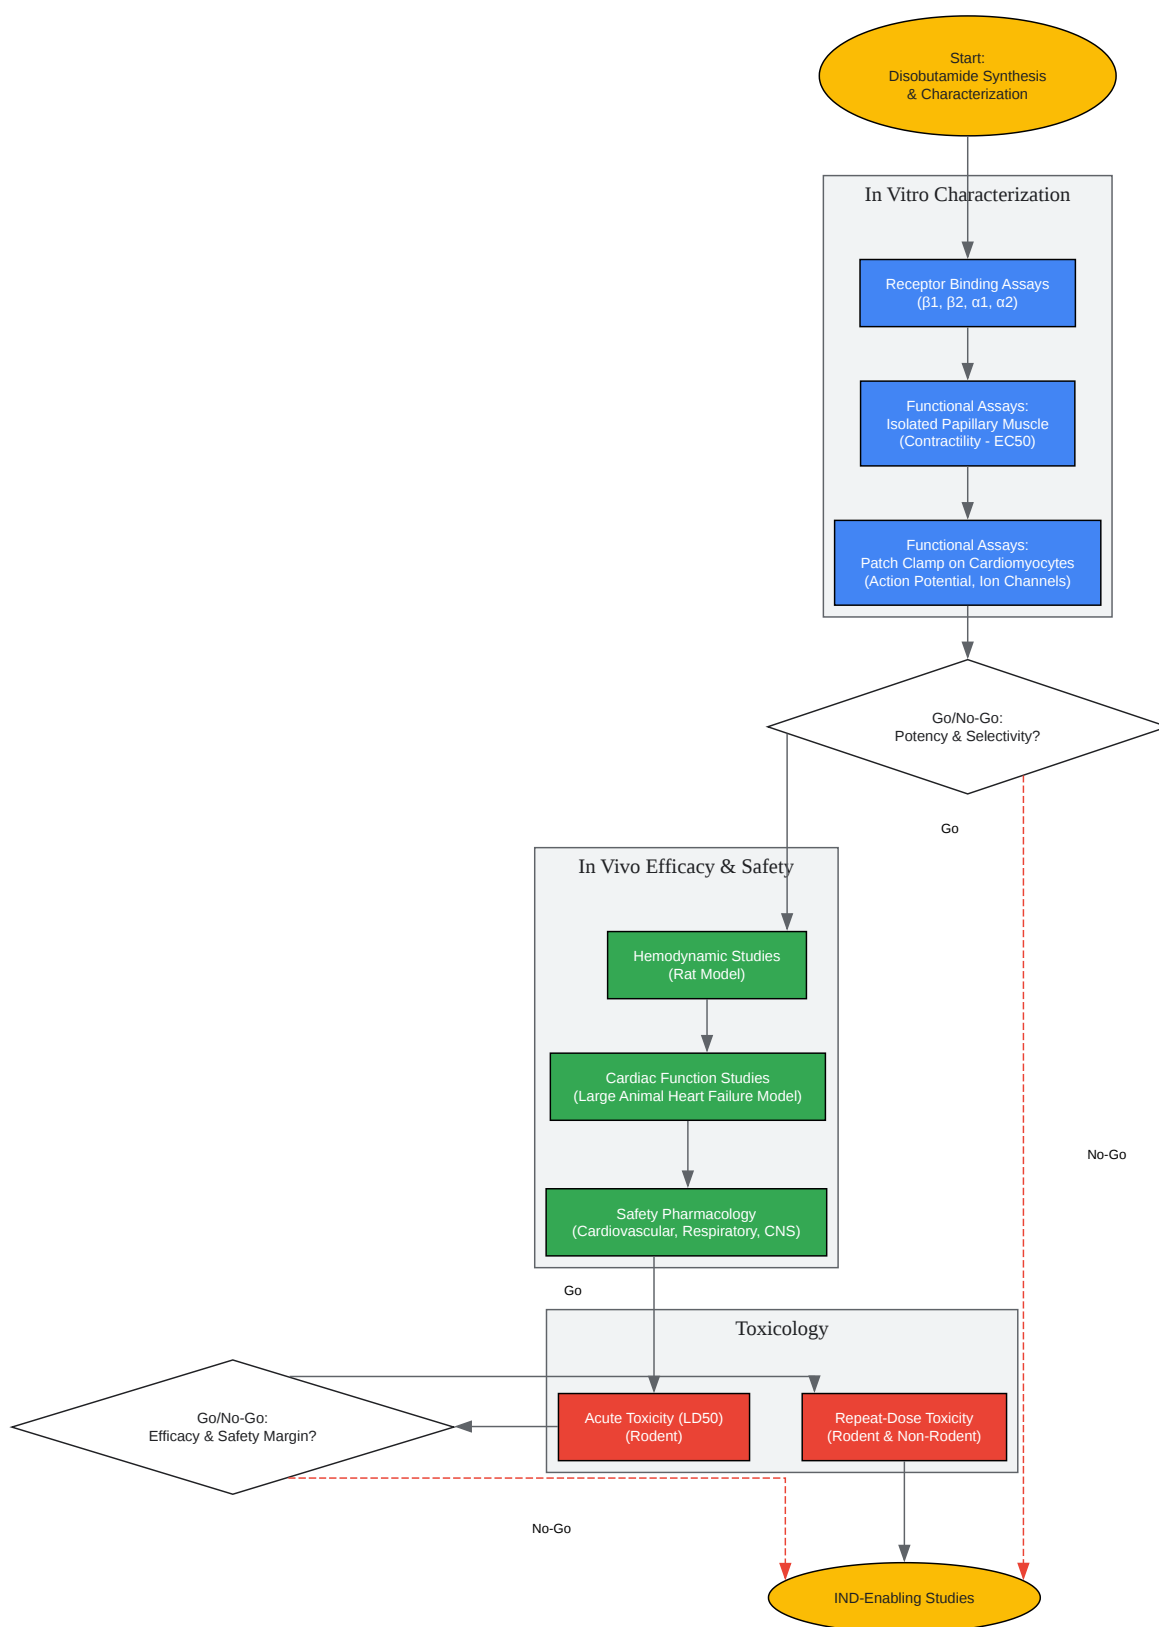 Start:
Disobutamide Synthesis
& Characterization
In Vitro Characterization
Receptor Binding Assays
(β1, β2, α1, α2)
Functional Assays:
Isolated Papillary Muscle
(Contractility - EC50)
Functional Assays:
Patch Clamp on Cardiomyocytes
(Action Potential, Ion Channels)
Go/No-Go:
Potency & Selectivity?
Go
In Vivo Efficacy & Safety
Hemodynamic Studies
(Rat Model)
Cardiac Function Studies
(Large Animal Heart Failure Model)
No-Go
Safety Pharmacology
(Cardiovascular, Respiratory, CNS)
Go
Toxicology
Go/No-Go:
Efficacy & Safety Margin?
Acute Toxicity (LD50)
(Rodent)
Repeat-Dose Toxicity
(Rodent & Non-Rodent)
No-Go
IND-Enabling Studies